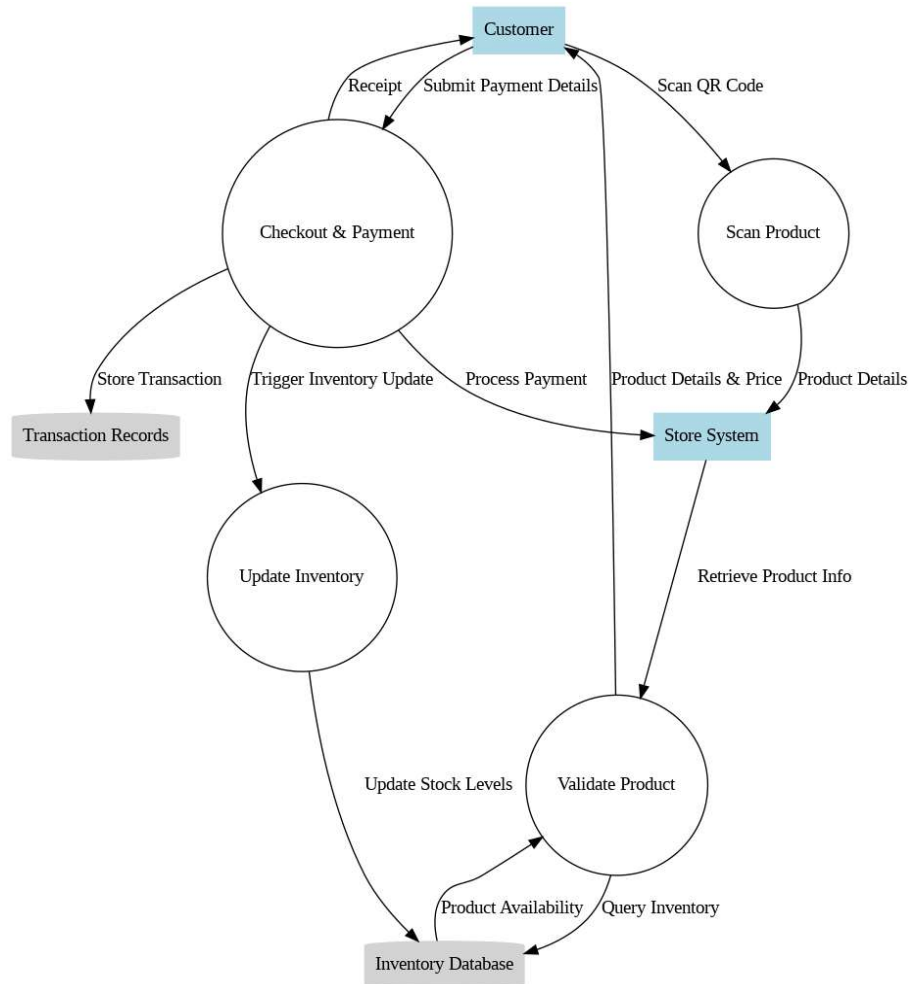 Customer
Receipt
Submit Payment Details
Scan QR Code
Checkout & Payment
Scan Product
Store Transaction
Trigger Inventory Update
Process Payment
Product Details & Price
Product Details
Transaction Records
Store System
Update Inventory
Retrieve Product Info
Update Stock Levels
Validate Product
Product Availability
Query Inventory
Inventory Database